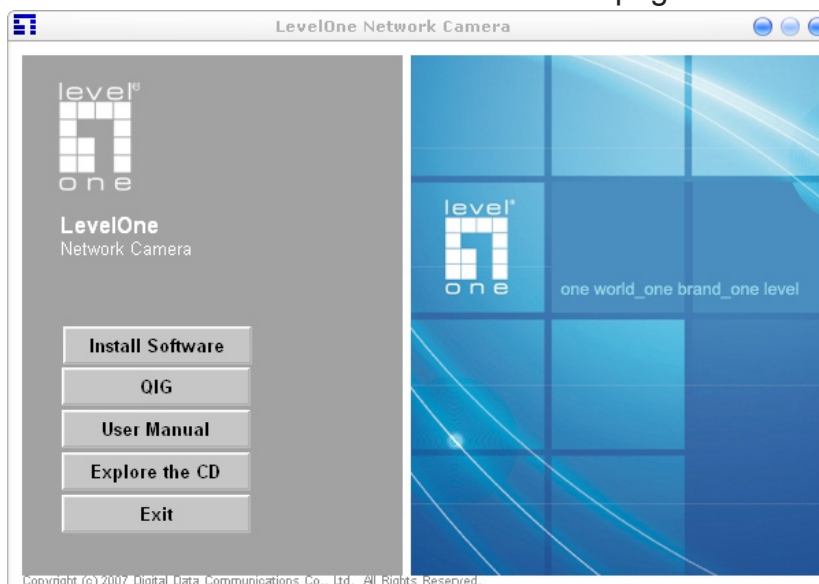 LevelOne Network Camera
level®
one
LevelOne
Network Camera
Install Software
QIG
User Manual
Explore the CD
Exit
level®
one
one world_one brand_one level
Copyright (c) 2007 Digital Data Communications Co., Ltd. All Rights Reserved.